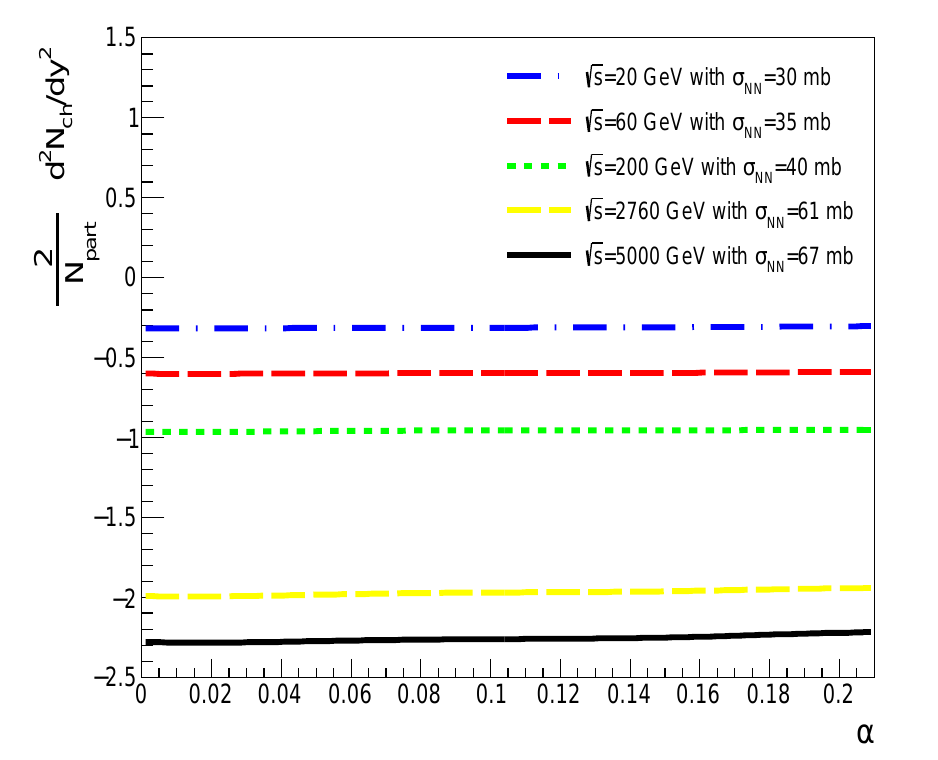 2/N_part d²N_ch/dy²
1.5
1
0.5
0
−0.5
−1
−1.5
−2
−2.5
√s=20 GeV with σ_NN=30 mb
√s=60 GeV with σ_NN=35 mb
√s=200 GeV with σ_NN=40 mb
√s=2760 GeV with σ_NN=61 mb
√s=5000 GeV with σ_NN=67 mb
0 0.02 0.04 0.06 0.08 0.1 0.12 0.14 0.16 0.18 0.2
α